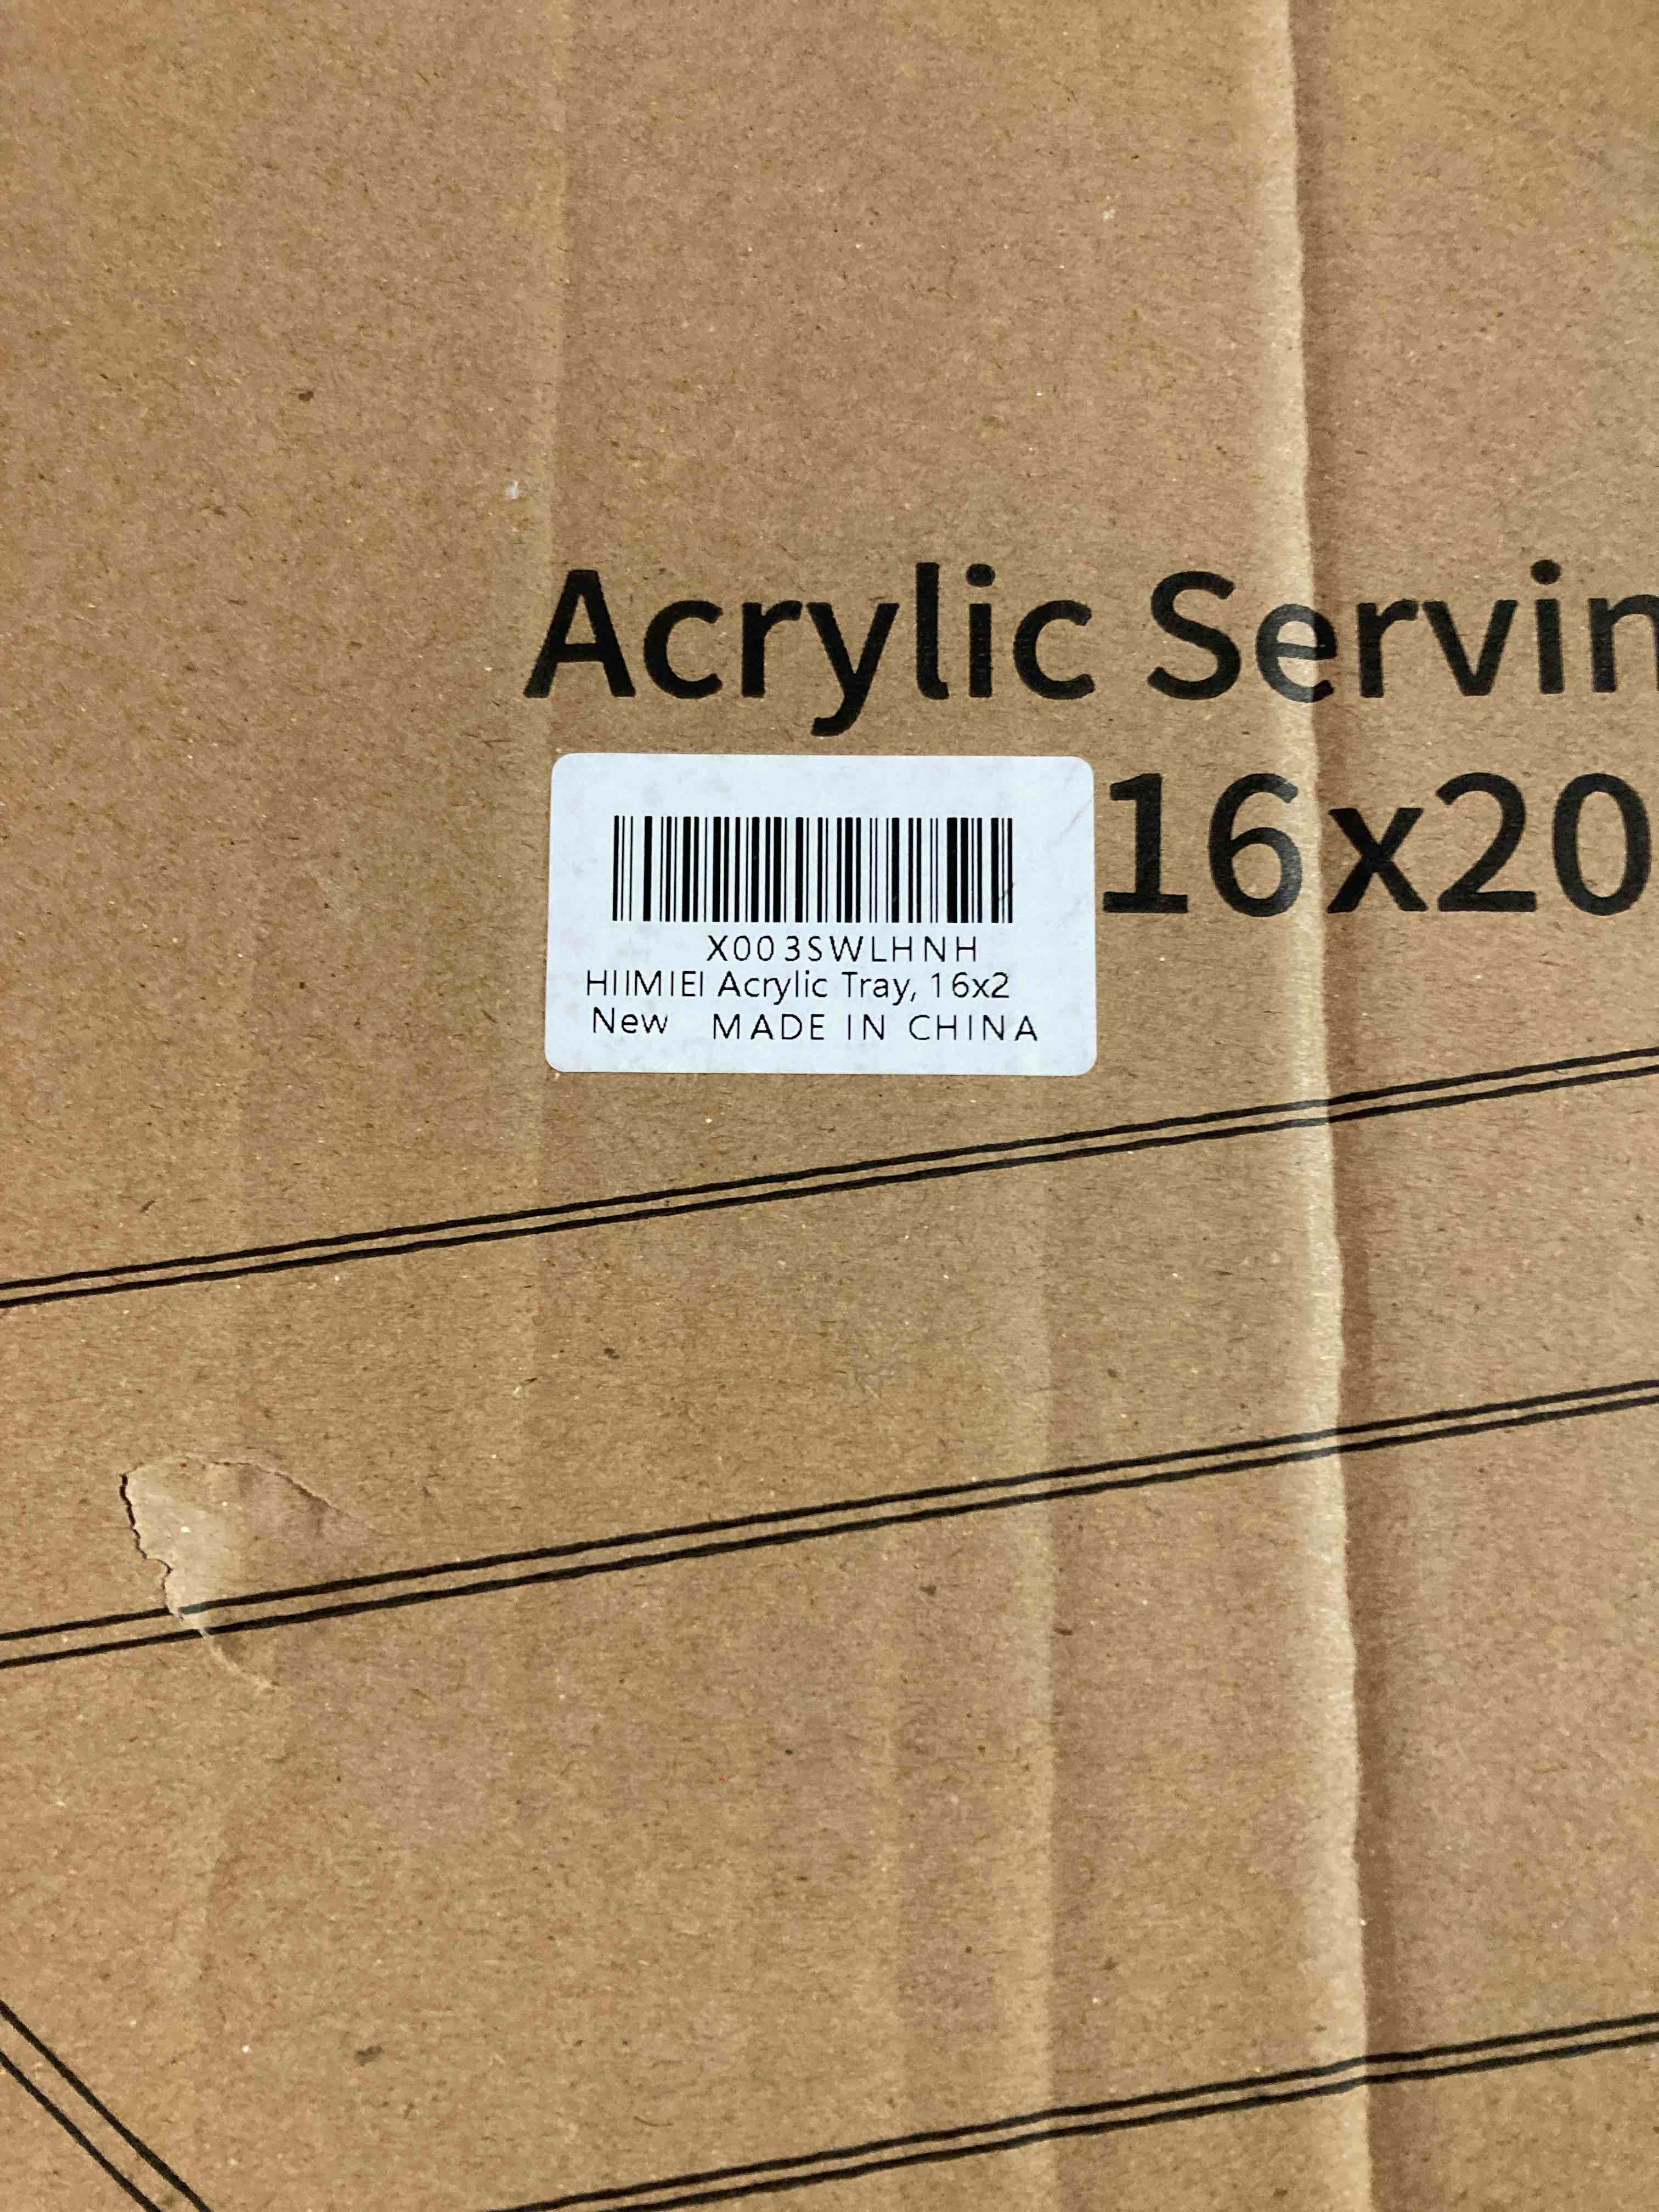 Acrylic Servin
16x20
X003SWLHNH
HIIMIEI Acrylic Tray, 16x2
New MADE IN CHINA